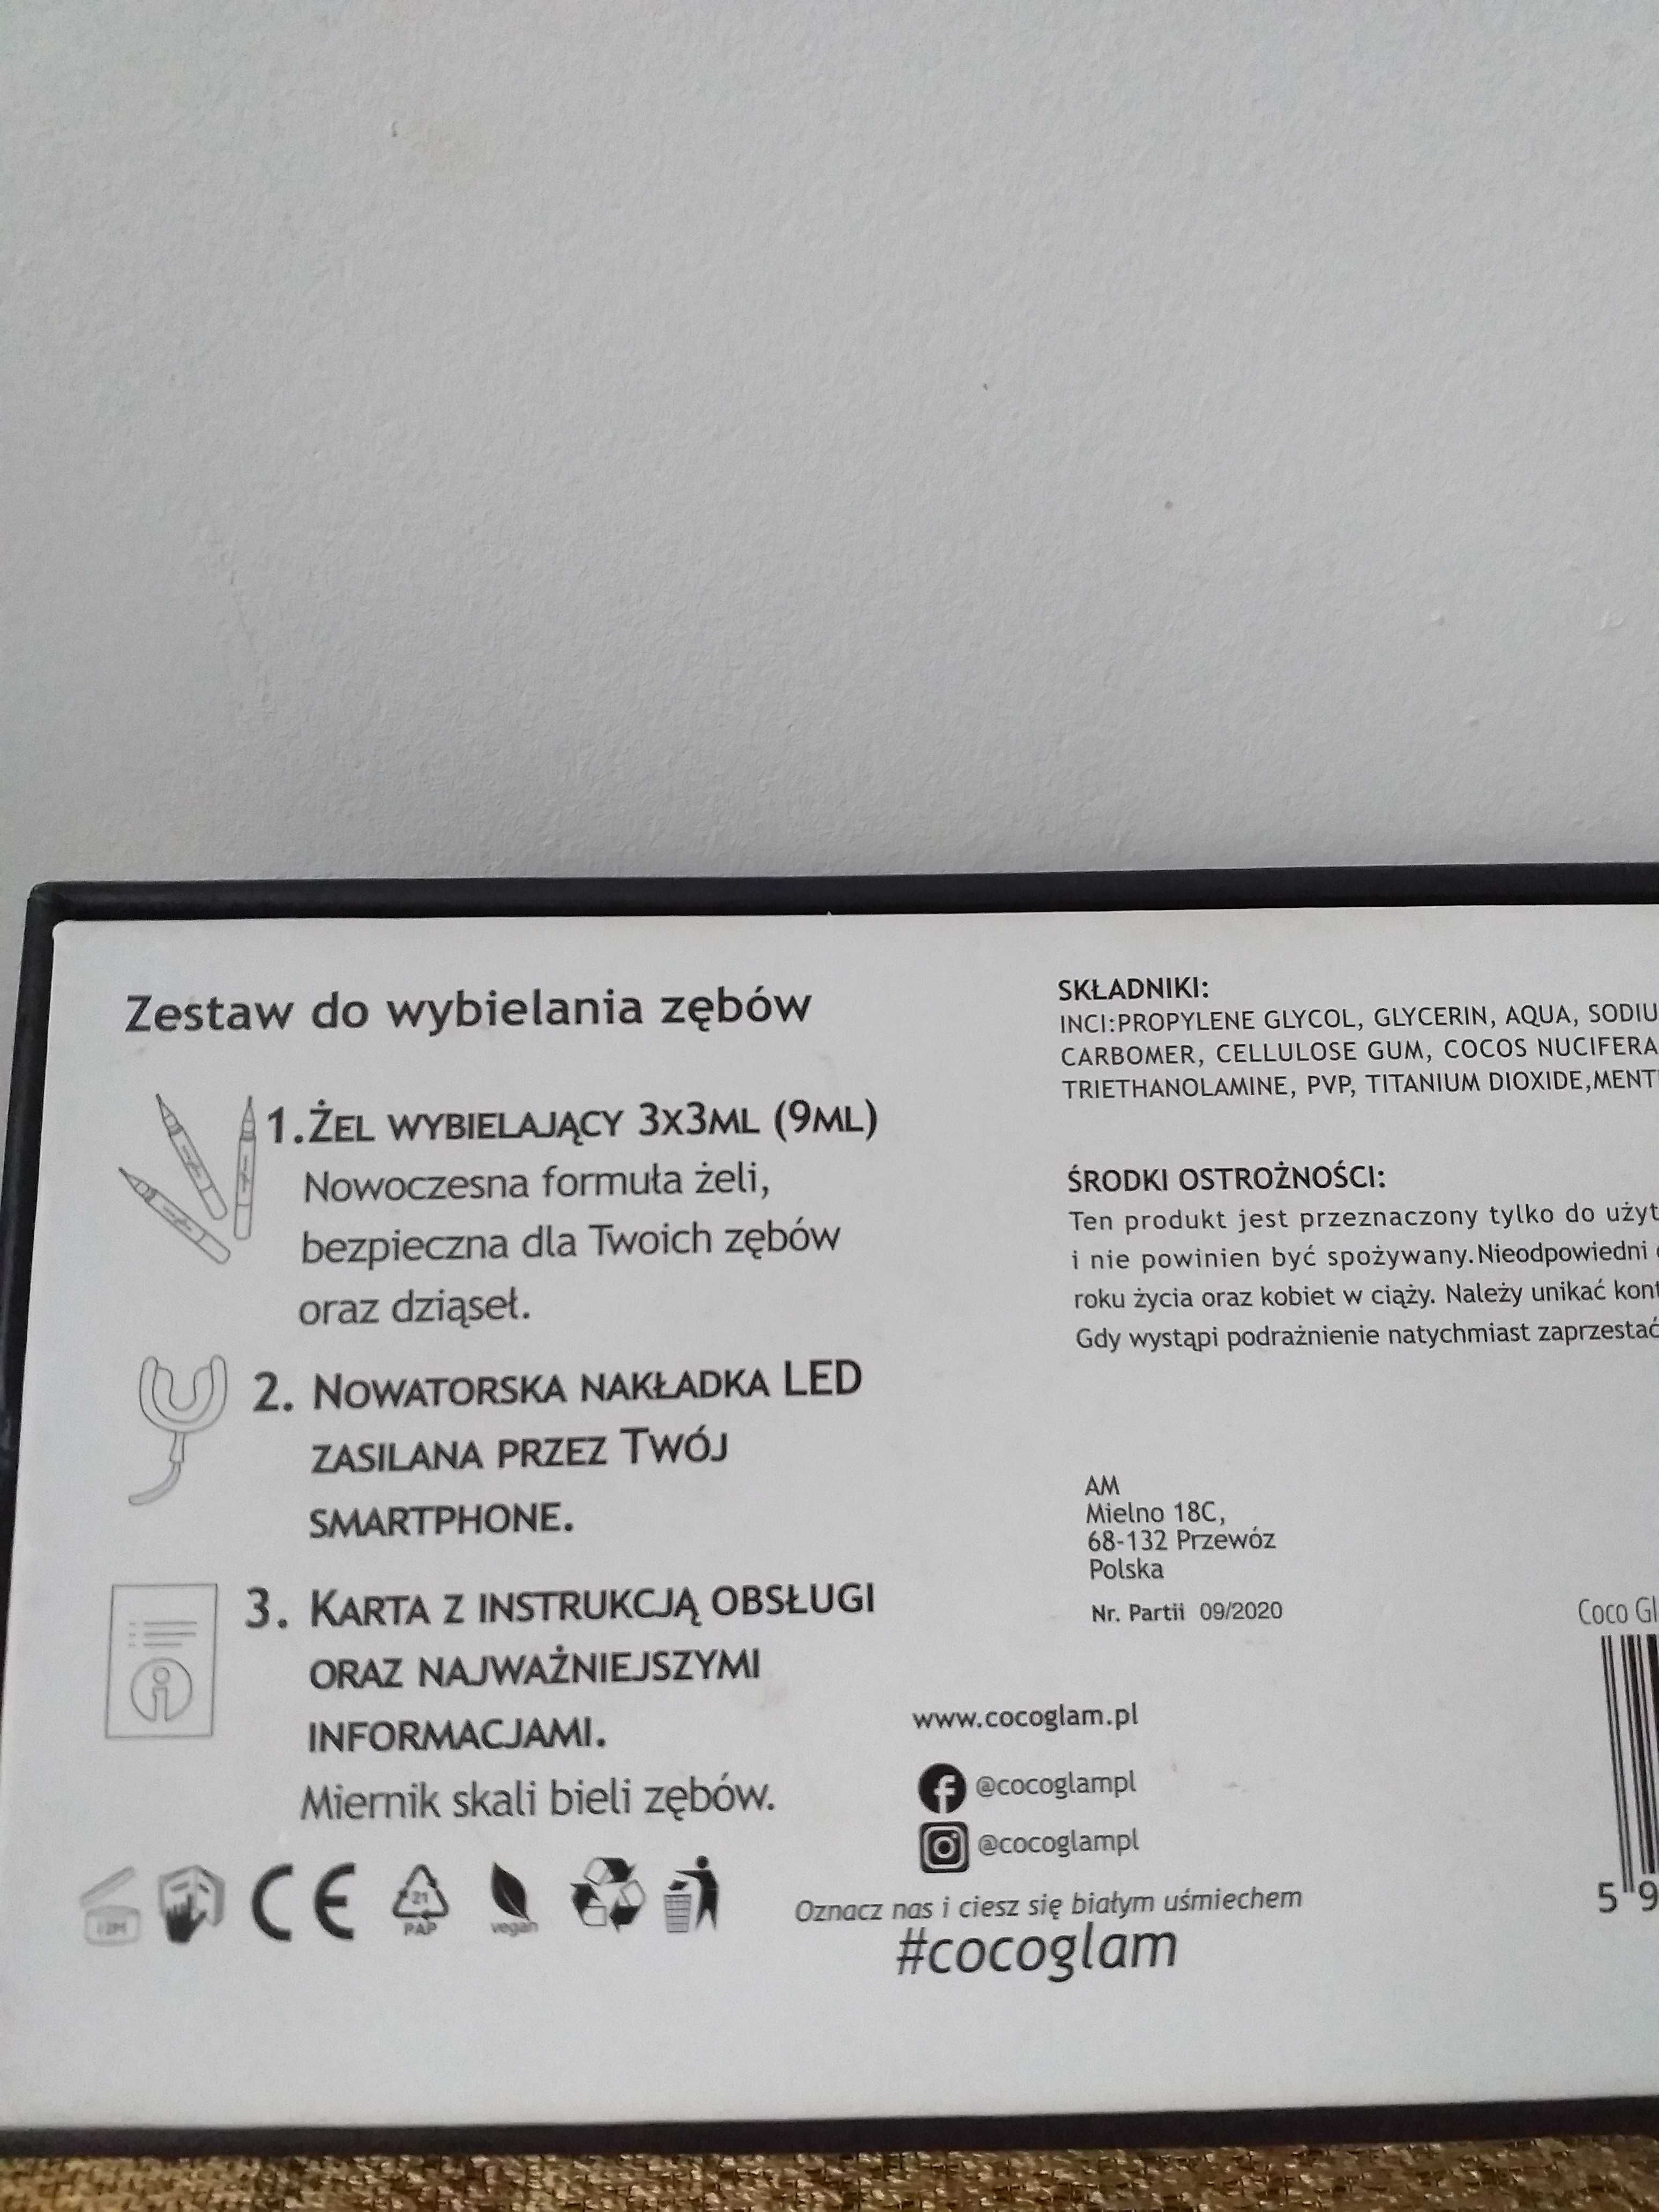 Zestaw do wybielania zębów
1.ŻEL WYBIELAJĄCY 3X3ML (9ML)
Nowoczesna formuła żeli,
bezpieczna dla Twoich zębów
oraz dziąseł.
2. NOWATORSKA NAKŁADKA LED
ZASILANA PRZEZ TWÓJ
SMARTPHONE.
3. KARTA Z INSTRUKCJĄ OBSŁUGI
ORAZ NAJWAŻNIEJSZYMI
INFORMACJAMI.
Miernik skali bieli zębów.
CE
21
PAP
vegan
SKŁADNIKI:
INCI:PROPYLENE GLYCOL, GLYCERIN, AQUA, SODIU
CARBOMER, CELLULOSE GUM, COCOS NUCIFERA
TRIETHANOLAMINE, PVP, TITANIUM DIOXIDE,MENT
ŚRODKI OSTROŻNOŚCI:
Ten produkt jest przeznaczony tylko do użyt
i nie powinien być spożywany.Nieodpowiedni
roku życia oraz kobiet w ciąży. Należy unikać kont
Gdy wystąpi podrażnienie natychmiast zaprzestać
AM
Mielno 18C,
68-132 Przewóz
Polska
Nr. Partii 09/2020
www.cocoglam.pl
@cocoglampl
@cocoglampl
Oznacz nas i ciesz się białym uśmiechem
#cocoglam
Coco Gl
5 9